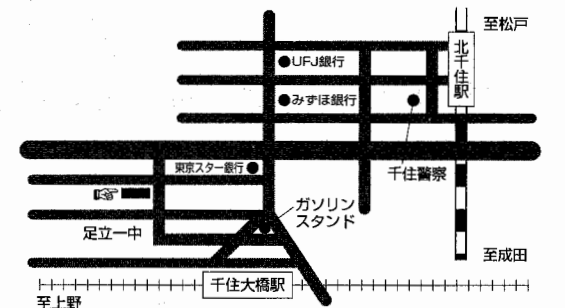 至松戸
北千住駅
UFJ銀行
みずほ銀行
千住警察
東京スター銀行
ガソリン
スタンド
足立一中
至成田
千住大橋駅
至上野